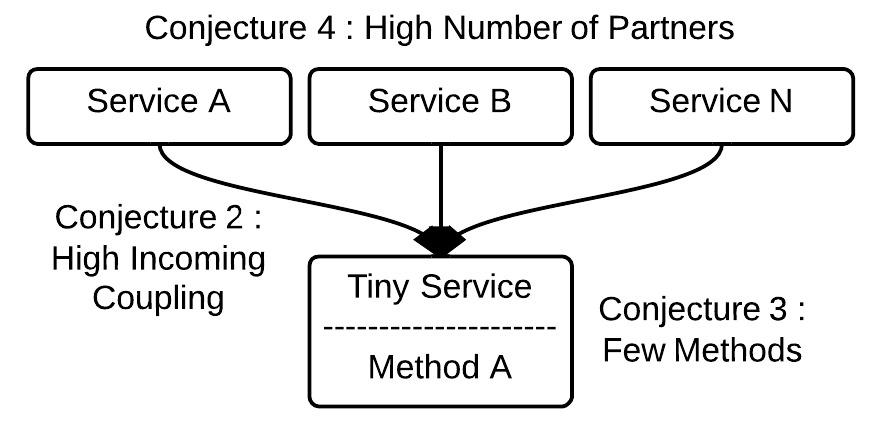 Conjecture 4 : High Number of Partners
Service A
Service B
Service N
Conjecture 2 :
High Incoming
Coupling
Tiny Service
Method A
Conjecture 3 :
Few Methods